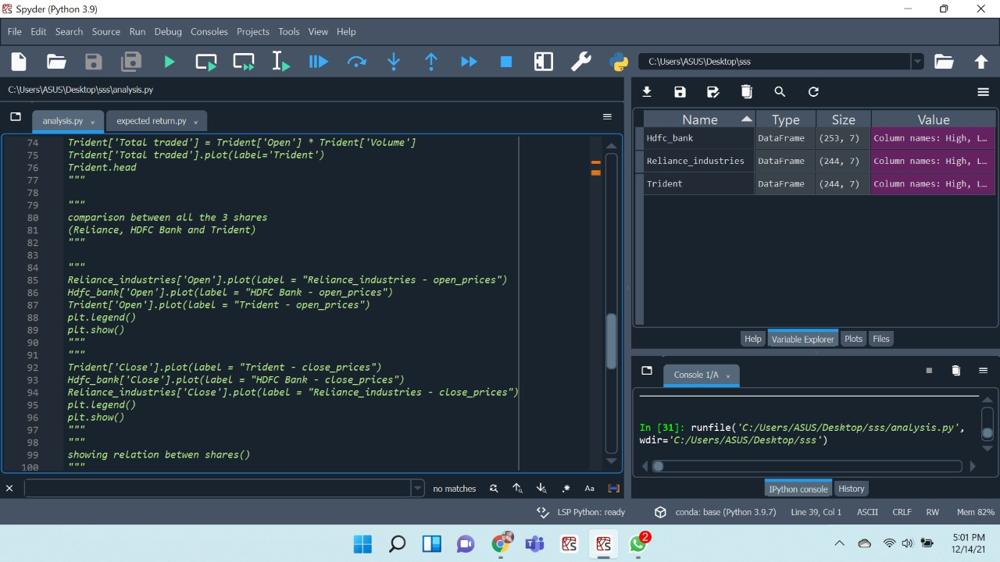 Spyder (Python 3.9)
File Edit Search Source Run Debug Consoles Projects Tools View Help
C:\Users\ASUS\Desktop\sss
C:\Users\ASUS\Desktop\sss\analysis.py
analysis.py × expected return.py ×
74 Trident['Total traded'] = Trident['Open'] * Trident['Volume']
75 Trident['Total traded'].plot(label='Trident')
76 Trident.head
77 """
78
79 """
80 comparison between all the 3 shares
81 (Reliance, HDFC Bank and Trident)
82 """
83
84 """
85 Reliance_industries['Open'].plot(label = "Reliance_industries - open_prices")
86 Hdfc_bank['Open'].plot(label = "HDFC Bank - open_prices")
87 Trident['Open'].plot(label = "Trident - open_prices")
88 plt.legend()
89 plt.show()
90 """
91 """
92 Trident['Close'].plot(label = "Trident - close_prices")
93 Hdfc_bank['Close'].plot(label = "HDFC Bank - close_prices")
94 Reliance_industries['Close'].plot(label = "Reliance_industries - close_prices")
95 plt.legend()
96 plt.show()
97 """
98 """
99 showing relation betwen shares()
100 """
no matches Aa
Name Type Size Value
Hdfc_bank DataFrame (253, 7) Column names: High, L…
Reliance_industries DataFrame (244, 7) Column names: High, L…
Trident DataFrame (244, 7) Column names: High, L…
Help Variable Explorer Plots Files
Console 1/A ×
In [31]: runfile('C:/Users/ASUS/Desktop/sss/analysis.py',
wdir='C:/Users/ASUS/Desktop/sss')
IPython console History
LSP Python: ready conda: base (Python 3.9.7) Line 39, Col 1 ASCII CRLF RW Mem 82%
2
5:01 PM
12/14/21